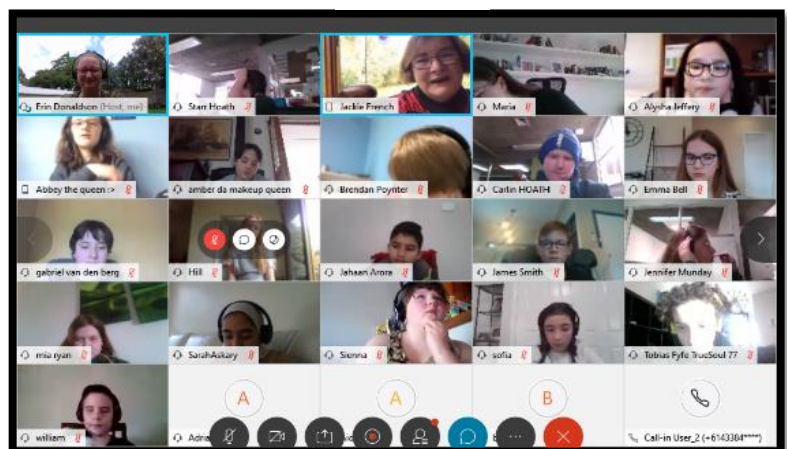 Erin Donaldson (Host, me)
Starr Hoath
Jackie French
Maria
Alysha Jeffery
Abbey the queen :>
amber da makeup queen
Brendan Poynter
Carlin HOATH
Emma Bell
gabriel van den berg
Hill
Jahaan Arora
James Smith
Jennifer Munday
mia ryan
SarahAskary
Sienna
sofia
Tobias Fyfe TrueSoul 77
william
A
Adria
A
B
b
Call-in User_2 (+6143384****)